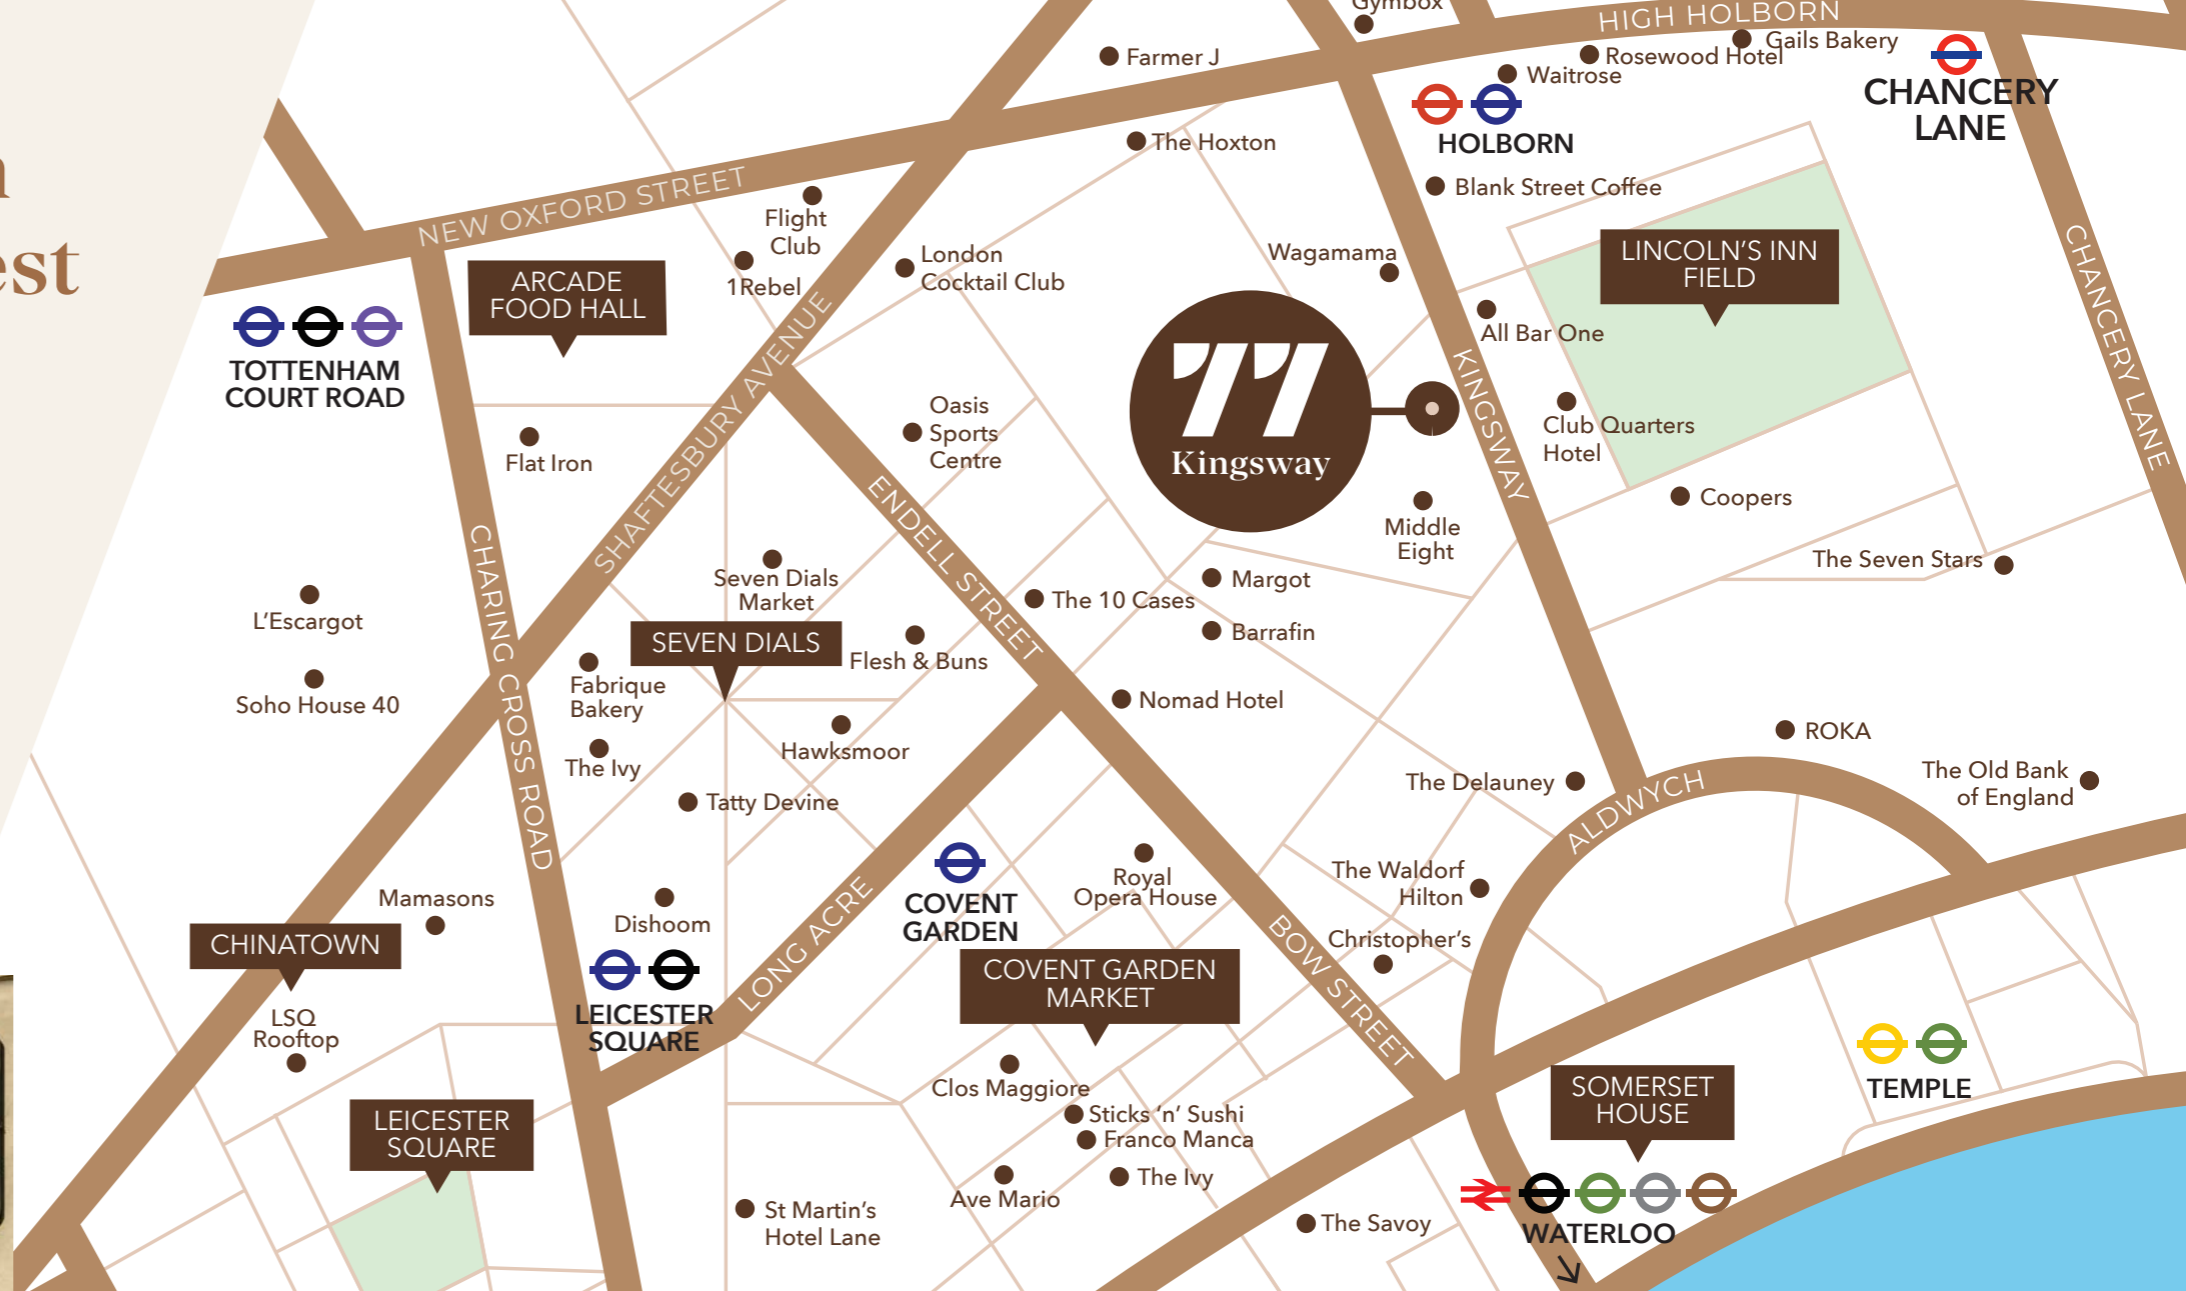 est
Gymbox
HIGH HOLBORN
Farmer J
Gails Bakery
Rosewood Hotel
Waitrose
CHANCERY
LANE
HOLBORN
The Hoxton
Blank Street Coffee
NEW OXFORD STREET
Flight
Club
1Rebel
London
Cocktail Club
Wagamama
LINCOLN'S INN
FIELD
CHANCERY LANE
ARCADE
FOOD HALL
TOTTENHAM
COURT ROAD
All Bar One
77
Kingsway
KINGSWAY
Club Quarters
Hotel
Coopers
Oasis
Sports
Centre
Flat Iron
SHAFTESBURY AVENUE
ENDELL STREET
Middle
Eight
The Seven Stars
CHARING CROSS ROAD
Seven Dials
Market
Margot
The 10 Cases
Barrafin
L'Escargot
SEVEN DIALS
Flesh & Buns
Fabrique
Bakery
Soho House 40
Nomad Hotel
Hawksmoor
The Ivy
Tatty Devine
ROKA
The Delauney
The Old Bank
of England
ALDWYCH
Mamasons
Dishoom
CHINATOWN
LONG ACRE
COVENT
GARDEN
Royal
Opera House
The Waldorf
Hilton
Christopher's
BOW STREET
COVENT GARDEN
MARKET
LEICESTER
SQUARE
LSQ
Rooftop
Clos Maggiore
Sticks 'n' Sushi
Franco Manca
The Ivy
Ave Mario
LEICESTER
SQUARE
St Martin's
Hotel Lane
The Savoy
SOMERSET
HOUSE
TEMPLE
WATERLOO